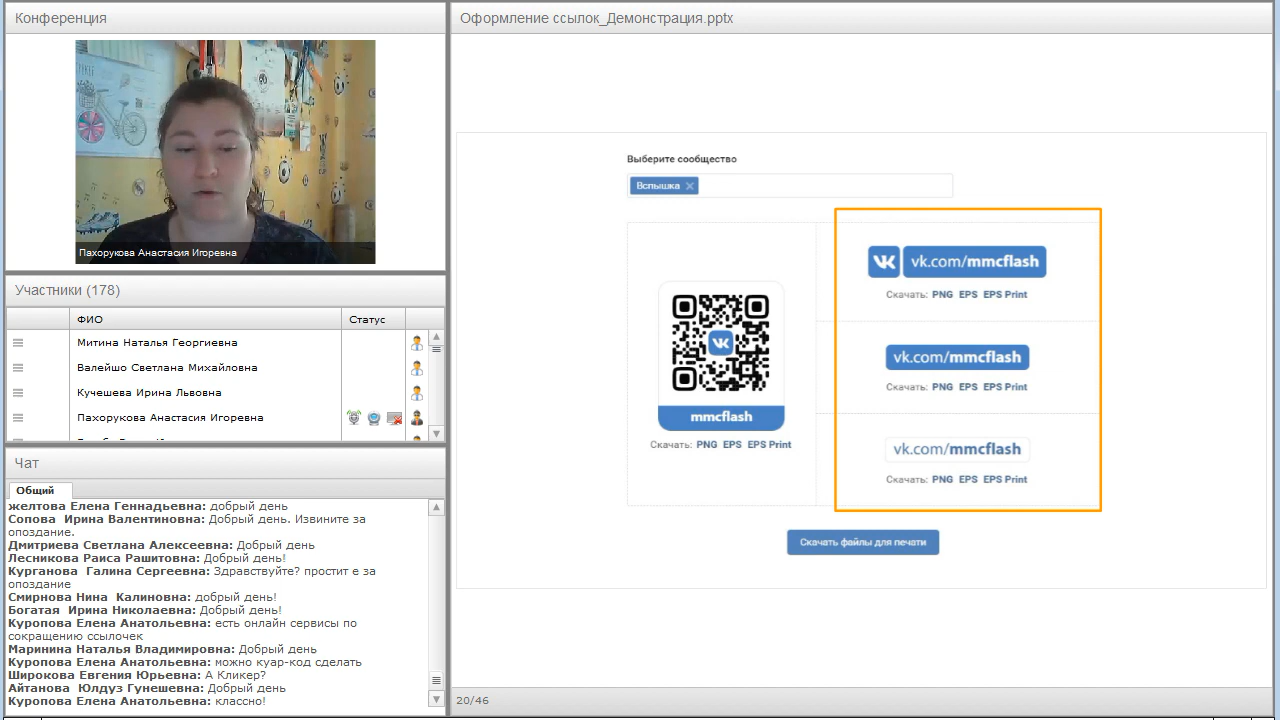 Конференция
Пахорукова Анастасия Игоревна
Участники (178)
ФИО
Статус
Митина Наталья Георгиевна
Валейшо Светлана Михайловна
Кучешева Ирина Львовна
Пахорукова Анастасия Игоревна
Чат
Общий
желтова Елена Геннадьевна: добрый день
Сопова  Ирина Валентиновна: Добрый день. Извините за
опоздание.
Дмитриева Светлана Алексеевна: Добрый день
Лесникова Раиса Рашитовна: Добрый день!
Курганова  Галина Сергеевна: Здравствуйте? простит е за
опоздание
Смирнова Нина  Калиновна: добрый день!
Богатая  Ирина Николаевна: Добрый день!
Куропова Елена Анатольевна: есть онлайн сервисы по
сокращению ссылочек
Маринина Наталья Владимировна: Добрый день
Куропова Елена Анатольевна: можно куар-код сделать
Широкова Евгения Юрьевна: А Кликер?
Айтанова  Юлдуз Гунешевна: Добрый день
Куропова Елена Анатольевна: классно!
Оформление ссылок_Демонстрация.pptx
Выберите сообщество
Вспышка
mmcflash
Скачать: PNG EPS EPS Print
vk.com/mmcflash
Скачать: PNG EPS EPS Print
vk.com/mmcflash
Скачать: PNG EPS EPS Print
vk.com/mmcflash
Скачать: PNG EPS EPS Print
Скачать файлы для печати
20/46